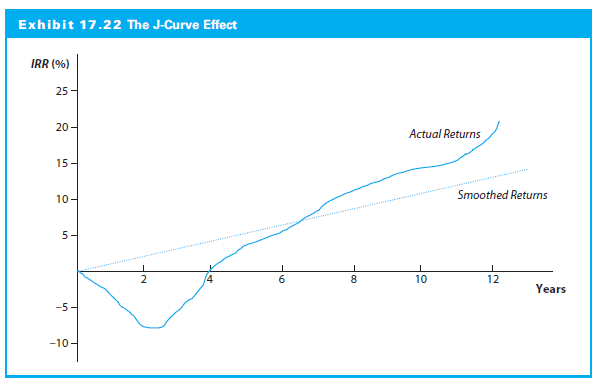 Exhibit 17.22 The J-Curve Effect
IRR (%)
25
20
Actual Returns
15
Smoothed Returns
10
5
2 4 6 8 10 12
Years
−5
−10